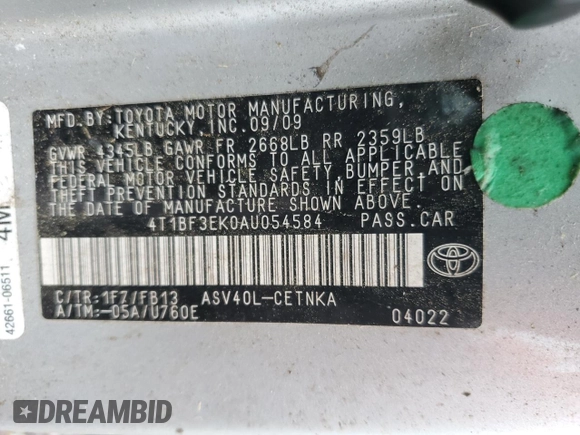 MFD.BY:TOYOTA MOTOR MANUFACTURING,
KENTUCKY,INC.09/09
GVWR 4345LB GAWR FR 2668LB RR 2359LB
THIS VEHICLE CONFORMS TO ALL APPLICABLE
FEDERAL MOTOR VEHICLE SAFETY,BUMPER,AND
THEFT PREVENTION STANDARDS IN EFFECT ON
THE DATE OF MANUFACTURE SHOWN ABOVE.
4T1BF3EK0AU054584 PASS.CAR
C/TR:1FZ/FB13 ASV40L-CETNKA
A/TM:-05A/U760E 04022
TOYOTA
42661-06511
DREAMBID